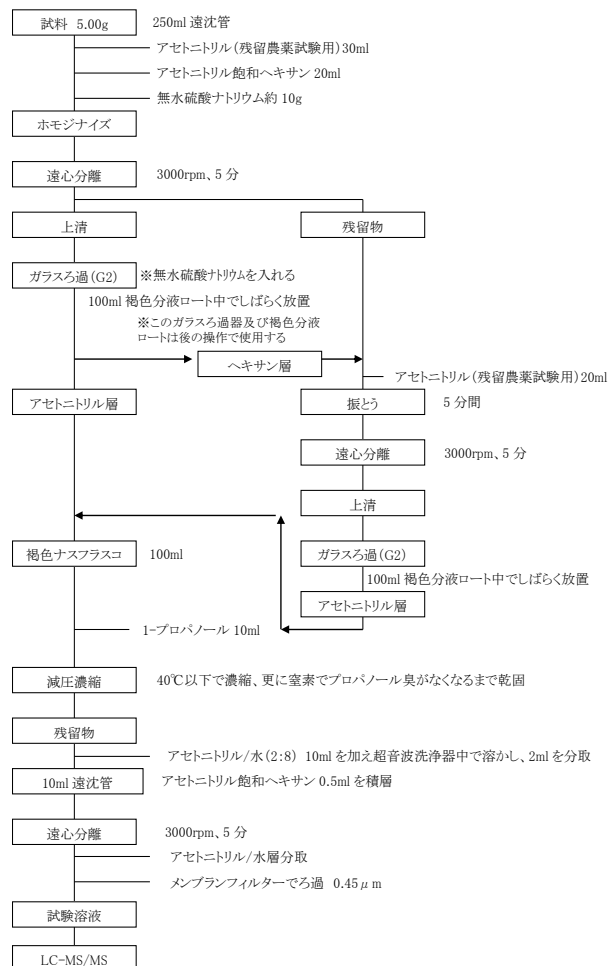 試料 5.00g
250ml 遠沈管
アセトニトリル(残留農薬試験用)30ml
アセトニトリル飽和ヘキサン 20ml
無水硫酸ナトリウム約 10g
ホモジナイズ
遠心分離
3000rpm、5 分
上清
残留物
ガラスろ過(G2)
※無水硫酸ナトリウムを入れる
100ml 褐色分液ロート中でしばらく放置
※このガラスろ過器及び褐色分液
ロートは後の操作で使用する
ヘキサン層
アセトニトリル(残留農薬試験用)20ml
アセトニトリル層
振とう
5 分間
遠心分離
3000rpm、5 分
上清
褐色ナスフラスコ
100ml
ガラスろ過(G2)
100ml 褐色分液ロート中でしばらく放置
アセトニトリル層
1-プロパノール 10ml
減圧濃縮
40℃以下で濃縮、更に窒素でプロパノール臭がなくなるまで乾固
残留物
アセトニトリル/水(2:8) 10ml を加え超音波洗浄器中で溶かし、2ml を分取
10ml 遠沈管
アセトニトリル飽和ヘキサン 0.5ml を積層
遠心分離
3000rpm、5 分
アセトニトリル/水層分取
メンブランフィルターでろ過 0.45μm
試験溶液
LC-MS/MS